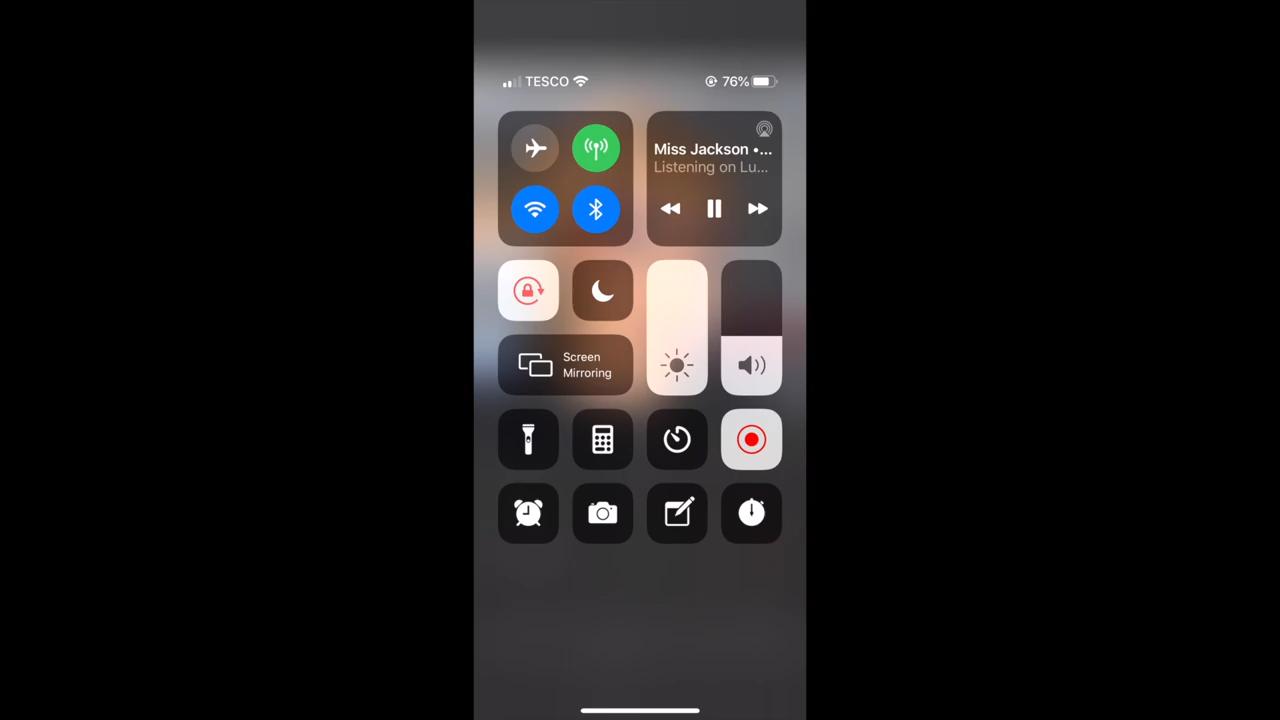 TESCO
76%
Miss Jackson •...
Listening on Lu...
Screen
Mirroring